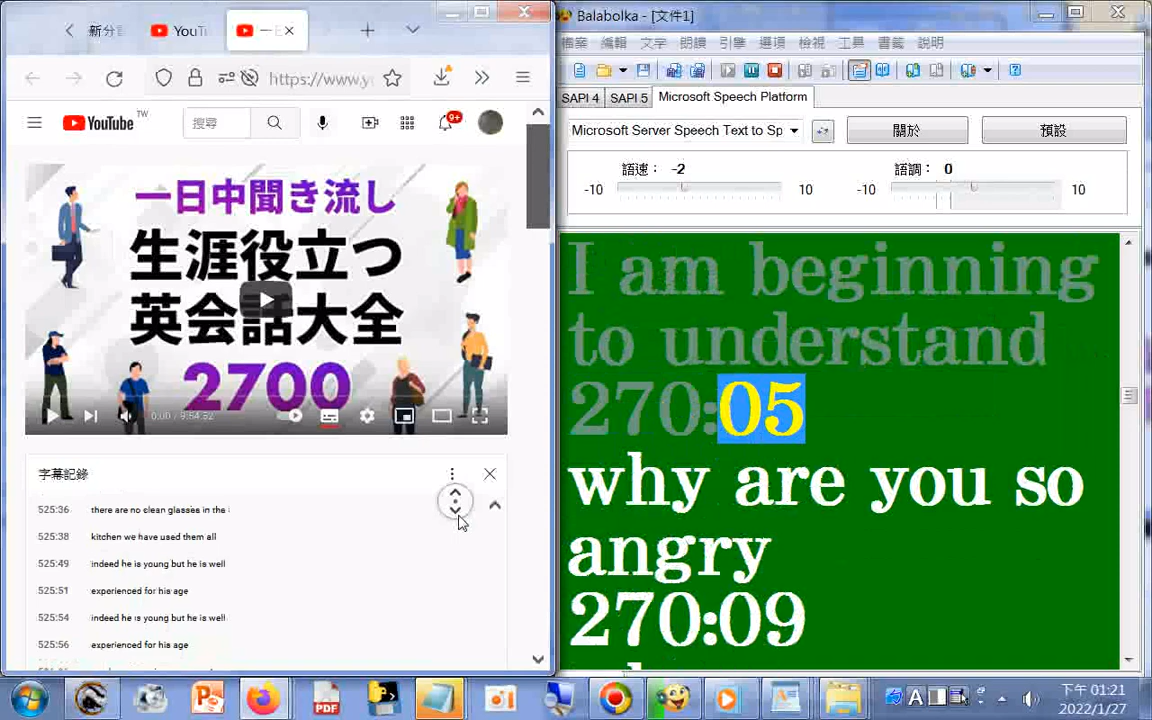 新分
YouT
一
https://www.y
YouTube TW
搜尋
9+
一日中聞き流し
生涯役立つ
英会話大全
2700
0:00 / 9:54:52
字幕記錄
525:36 there are no clean glasses in the
525:38 kitchen we have used them all
525:49 indeed he is young but he is well
525:51 experienced for his age
525:54 indeed he is young but he is well
525:56 experienced for his age
Balabolka - [文件1]
檔案 編輯 文字 朗讀 引擎 選項 檢視 工具 書籤 說明
SAPI 4 SAPI 5 Microsoft Speech Platform
Microsoft Server Speech Text to Sp
關於
預設
語速： -2
語調： 0
-10 10
-10 10
I am beginning
to understand
270:05
why are you so
angry
270:09
PDF
A
下午 01:21
2022/1/27